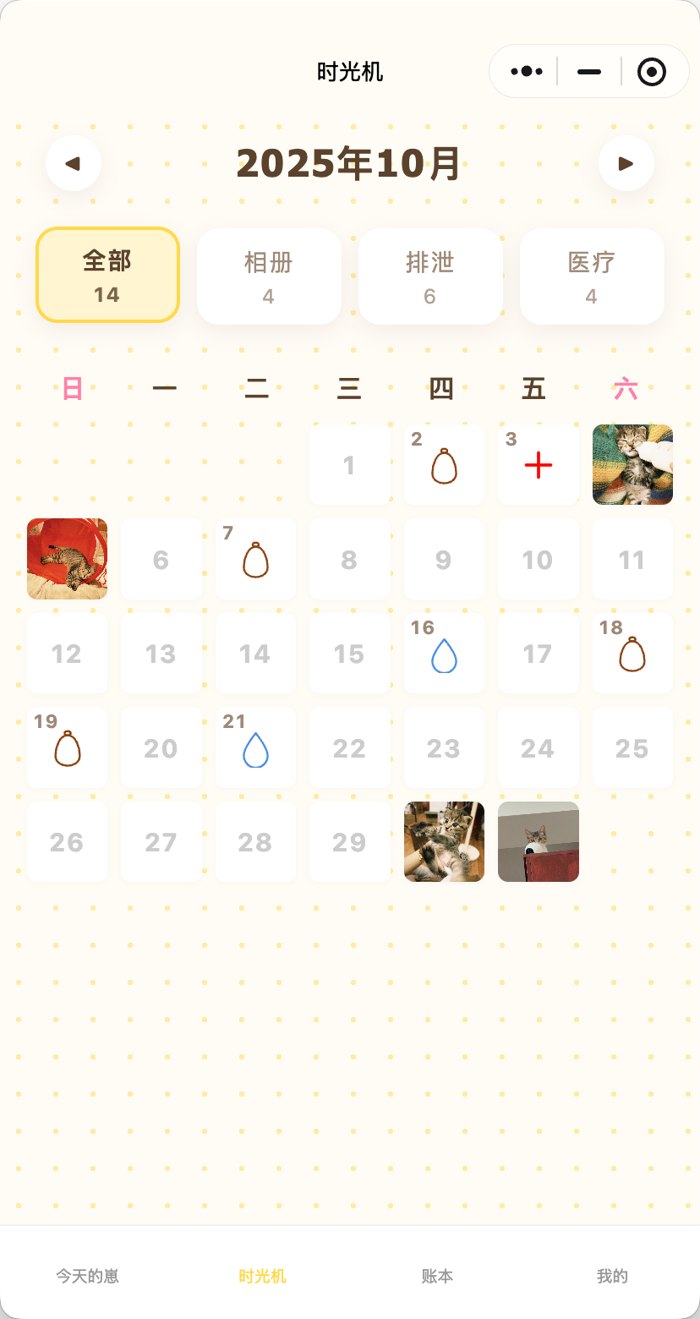 时光机
2025年10月
全部 相册 排泄 医疗
14 4 6 4
日 一 二 三 四 五 六
1 2 3
6 7 8 9 10 11
12 13 14 15 16 17 18
19 20 21 22 23 24 25
26 27 28 29
今天的崽 时光机 账本 我的